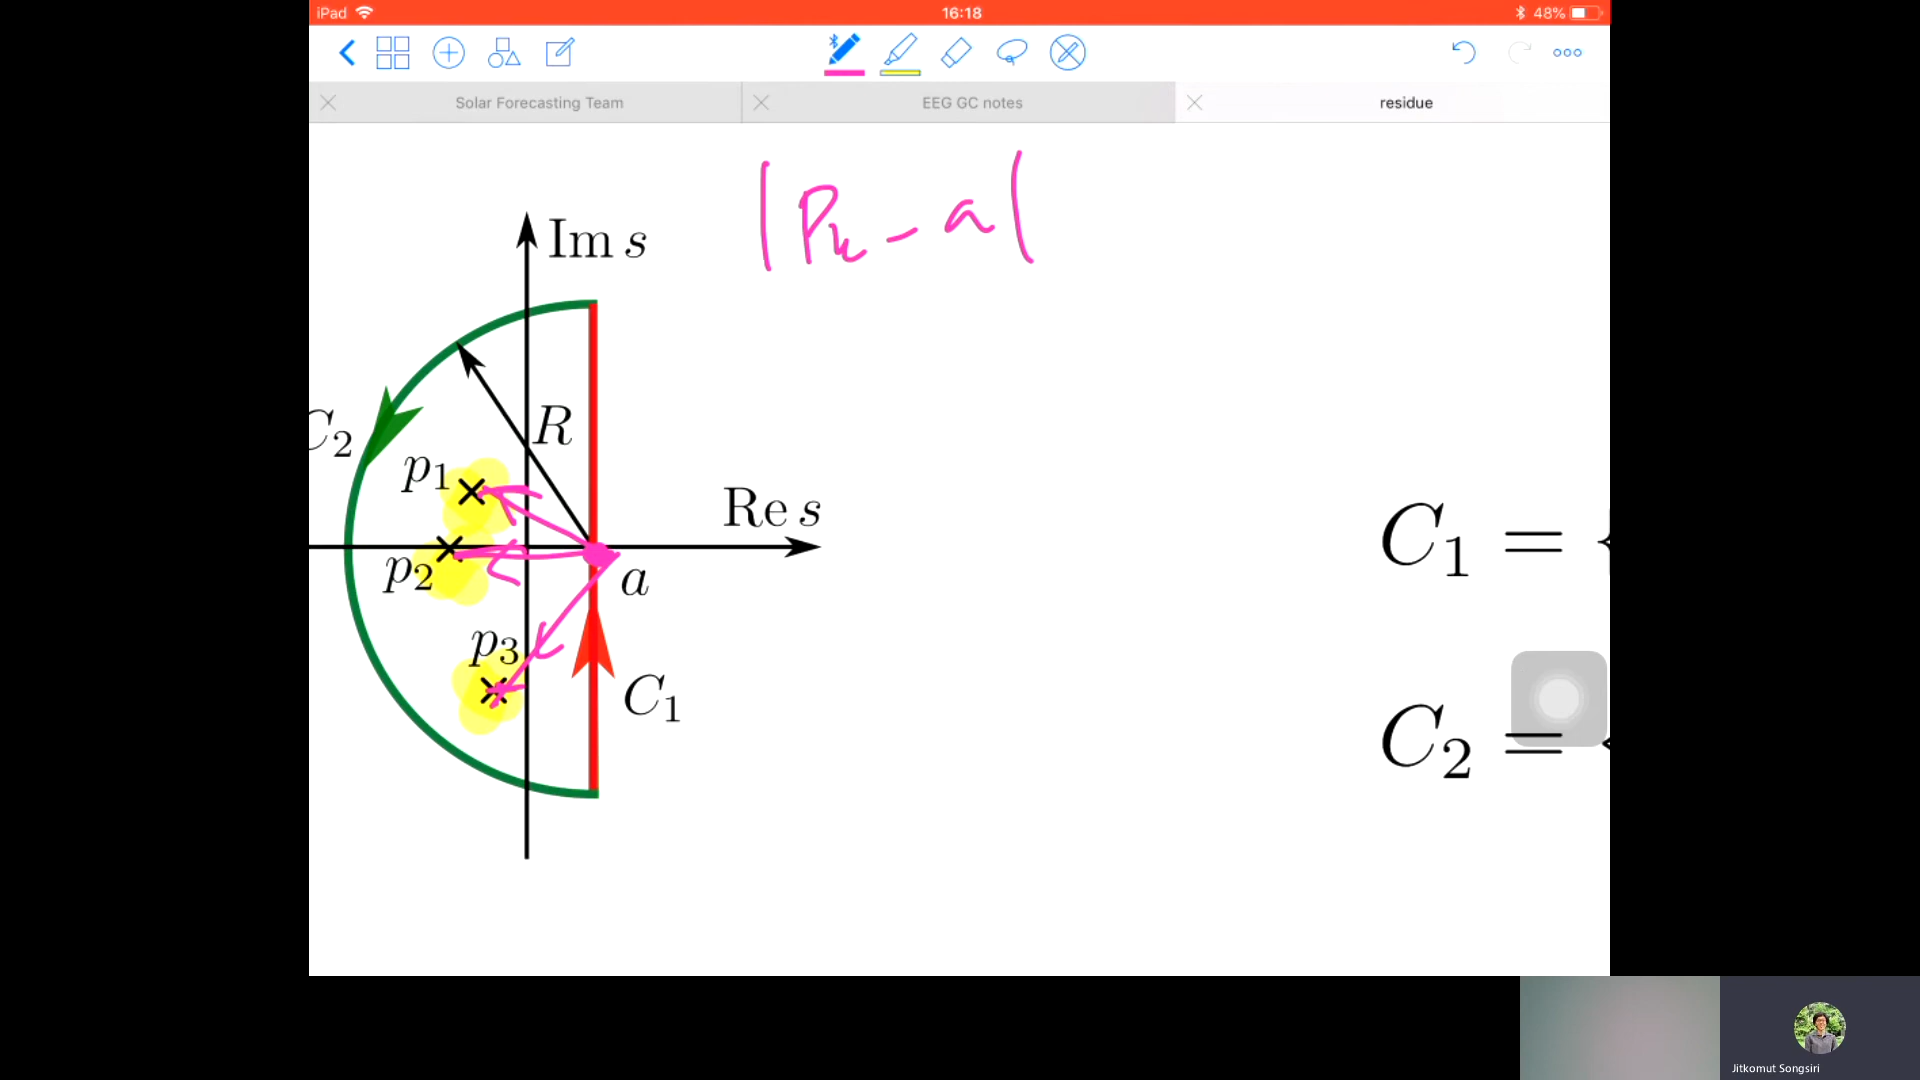 iPad 16:18 48%
Solar Forecasting Team EEG GC notes residue
|Pk - a|
Im s
R
C2
p1
Re s
p2
a
p3
C1
C1 = {
C2 =
Jitkomut Songsiri